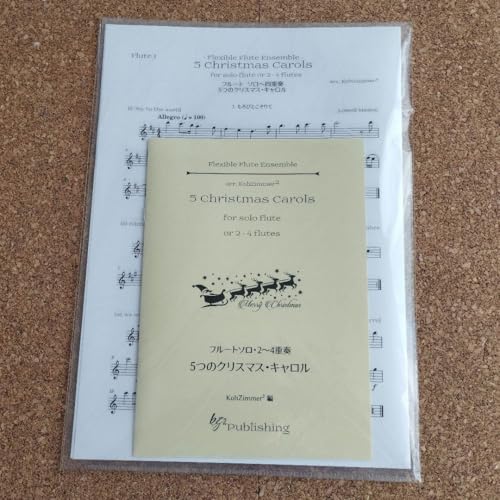 Flute 1
Flexible Flute Ensemble
5 Christmas Carols
for solo flute or 2 - 4 flutes
フルート ソロ〜四重奏
5つのクリスマス・キャロル
arr. KohZimmer²
1. もろびとこぞりて
Lowell Mason
Allegro (♩= 100)
Flexible Flute Ensemble
arr. KohZimmer²
5 Christmas Carols
for solo flute
or 2 - 4 flutes
Merry Christmas
フルートソロ・2〜4重奏
5つのクリスマス・キャロル
KohZimmer² 編
Publishing